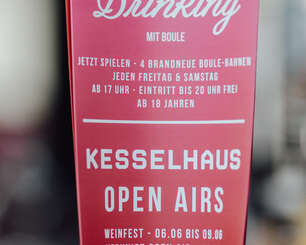 Drinking
MIT BOULE
JETZT SPIELEN - 4 BRANDNEUE BOULE-BAHNEN
JEDEN FREITAG & SAMSTAG
AB 17 UHR - EINTRITT BIS 20 UHR FREI
AB 18 JAHREN
KESSELHAUS
OPEN AIRS
WEINFEST - 06.06 BIS 09.06